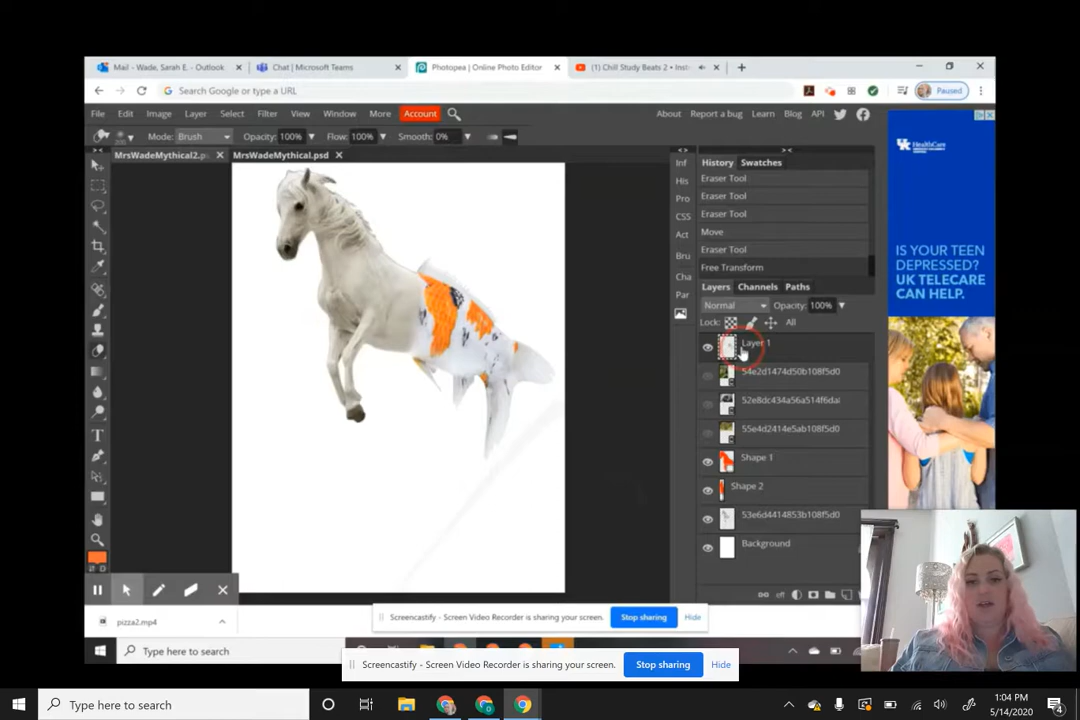 Mail - Wade, Sarah E. - Outlook
Chat | Microsoft Teams
Photopea | Online Photo Editor
(1) Chill Study Beats 2 • Inst
Search Google or type a URL
Paused
File Edit Image Layer Select Filter View Window More Account
About Report a bug Learn Blog API
Mode: Brush Opacity: 100% Flow: 100% Smooth: 0%
MrsWadeMythical2.p
MrsWadeMythical.psd
Inf
His
Pro
CSS
Act
Bru
Cha
Par
History Swatches
Eraser Tool
Eraser Tool
Eraser Tool
Move
Eraser Tool
Free Transform
Layers Channels Paths
Normal Opacity: 100%
Lock: All
Layer 1
54e2d1474d50b108f5d0
52e8dc434a56a514f6dal
55e4d2414e5ab108f5d0
Shape 1
Shape 2
53e6d4414853b108f5d0
Background
eff
UK HealthCare
IS YOUR TEEN
DEPRESSED?
UK TELECARE
CAN HELP.
pizza2.mp4
Screencastify - Screen Video Recorder is sharing your screen.
Stop sharing
Hide
Type here to search
Screencastify - Screen Video Recorder is sharing your screen.
Stop sharing
Hide
Type here to search
1:04 PM
5/14/2020
4